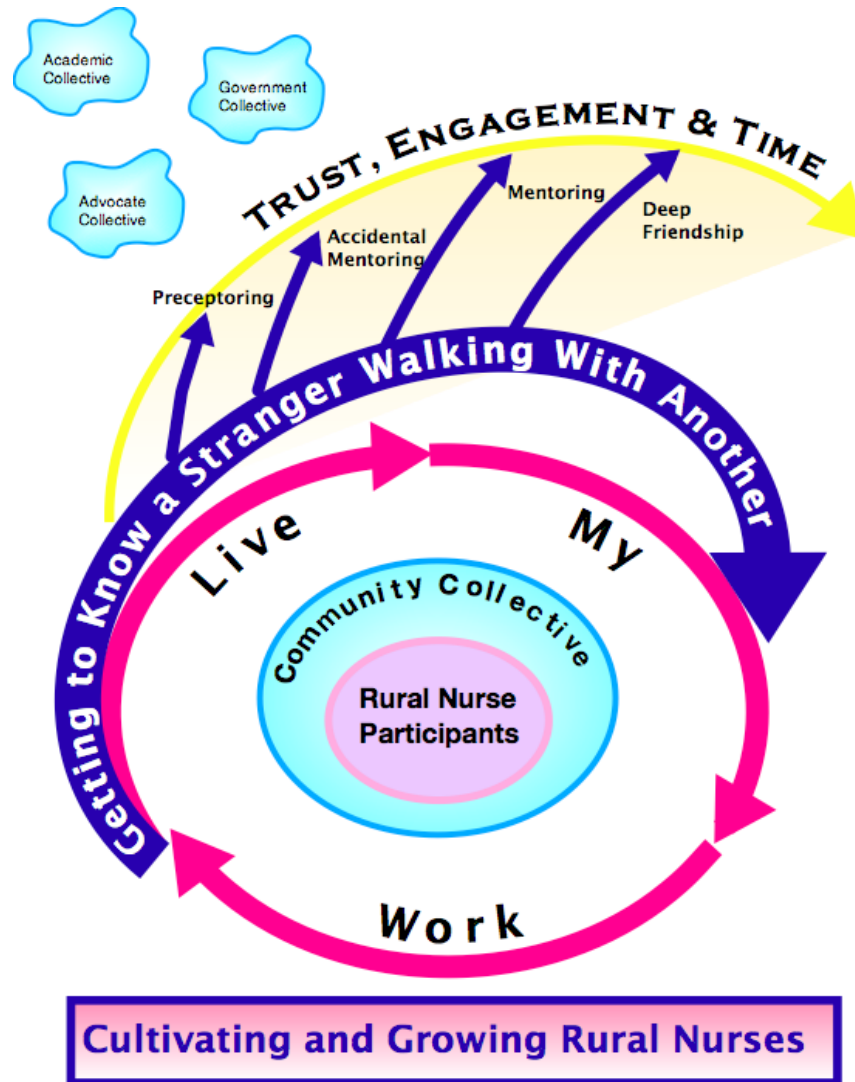 Academic
Collective
Government
Collective
Advocate
Collective
TRUST, ENGAGEMENT & TIME
Preceptoring
Accidental
Mentoring
Mentoring
Deep
Friendship
Getting to Know a Stranger Walking With Another
Live
My
Community Collective
Rural Nurse
Participants
Work
Cultivating and Growing Rural Nurses